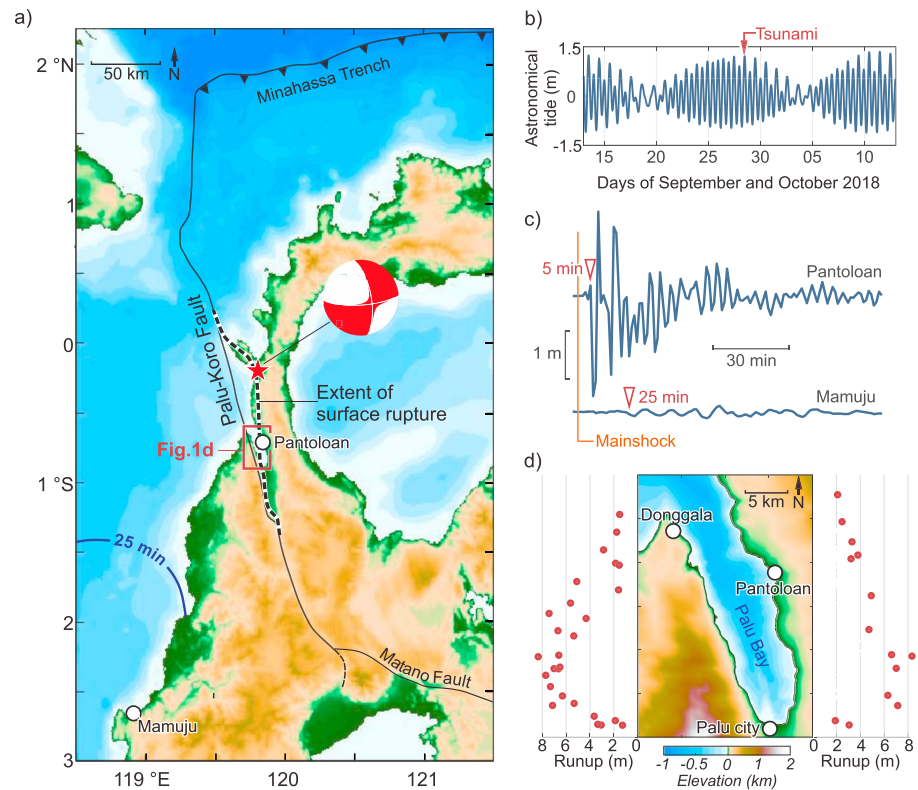 a)
2 °N
1
0
1 °S
2
3
119 °E
120
121
50 km
N
Minahassa Trench
Palu-Koro Fault
Extent of
surface rupture
Pantoloan
Fig.1d
25 min
Matano Fault
Mamuju
b)
Tsunami
1.5
0
-1.5
Astronomical
tide (m)
15
20
25
30
05
10
Days of September and October 2018
c)
5 min
Pantoloan
1 m
30 min
25 min
Mamuju
Mainshock
d)
5 km
N
Donggala
Pantoloan
Palu Bay
Palu city
8
6
4
2
0
Runup (m)
-1
-0.5
0
1
2
Elevation (km)
0
2
4
6
8
Runup (m)